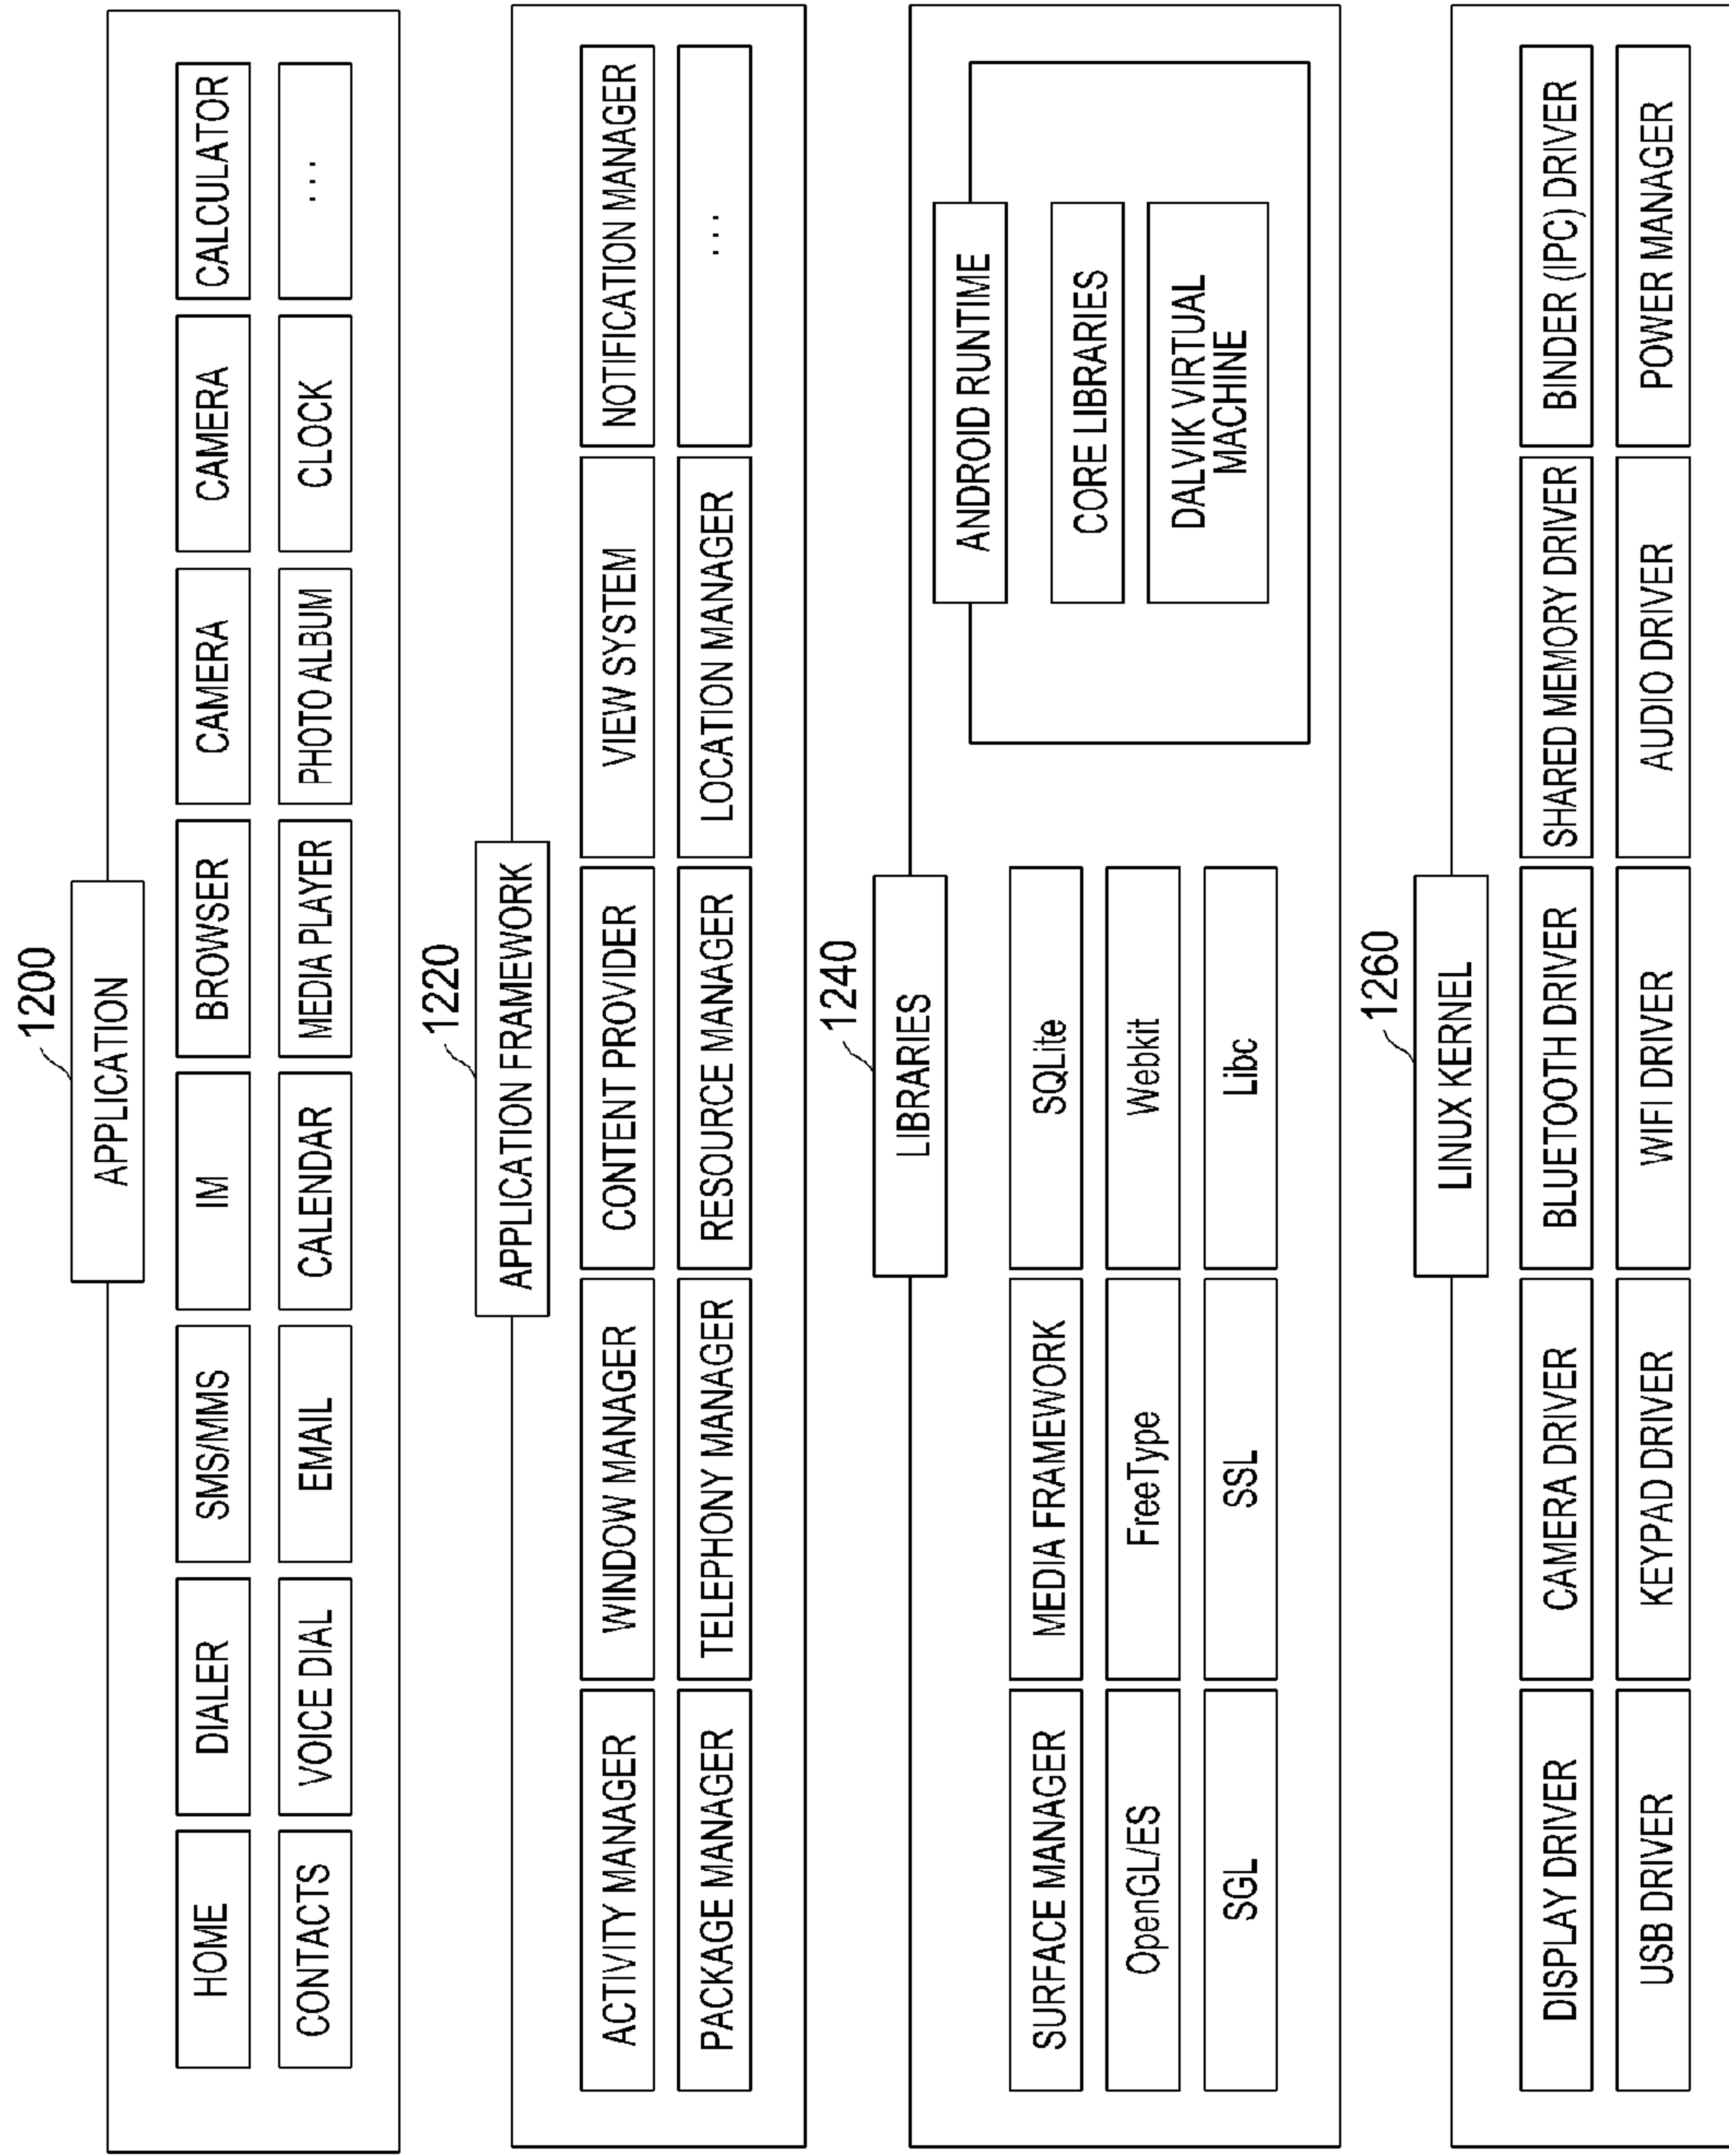 1200
APPLICATION
HOME
DIALER
SMS/MMS
IM
BROWSER
CAMERA
CAMERA
CALCULATOR
CONTACTS
VOICE DIAL
EMAIL
CALENDAR
MEDIA PLAYER
PHOTO ALBUM
CLOCK
...
1220
APPLICATION FRAMEWORK
ACTIVITY MANAGER
WINDOW MANAGER
CONTENT PROVIDER
VIEW SYSTEM
NOTIFICATION MANAGER
PACKAGE MANAGER
TELEPHONY MANAGER
RESOURCE MANAGER
LOCATION MANAGER
...
1240
LIBRARIES
SURFACE MANAGER
MEDIA FRAMEWORK
SQLite
OpenGL/ES
FreeType
Webkit
SGL
SSL
Libc
ANDROID RUNTIME
CORE LIBRARIES
DALVIK VIRTUAL
MACHINE
1260
LINUX KERNEL
DISPLAY DRIVER
CAMERA DRIVER
BLUETOOTH DRIVER
SHARED MEMORY DRIVER
BINDER (IPC) DRIVER
USB DRIVER
KEYPAD DRIVER
WIFI DRIVER
AUDIO DRIVER
POWER MANAGER